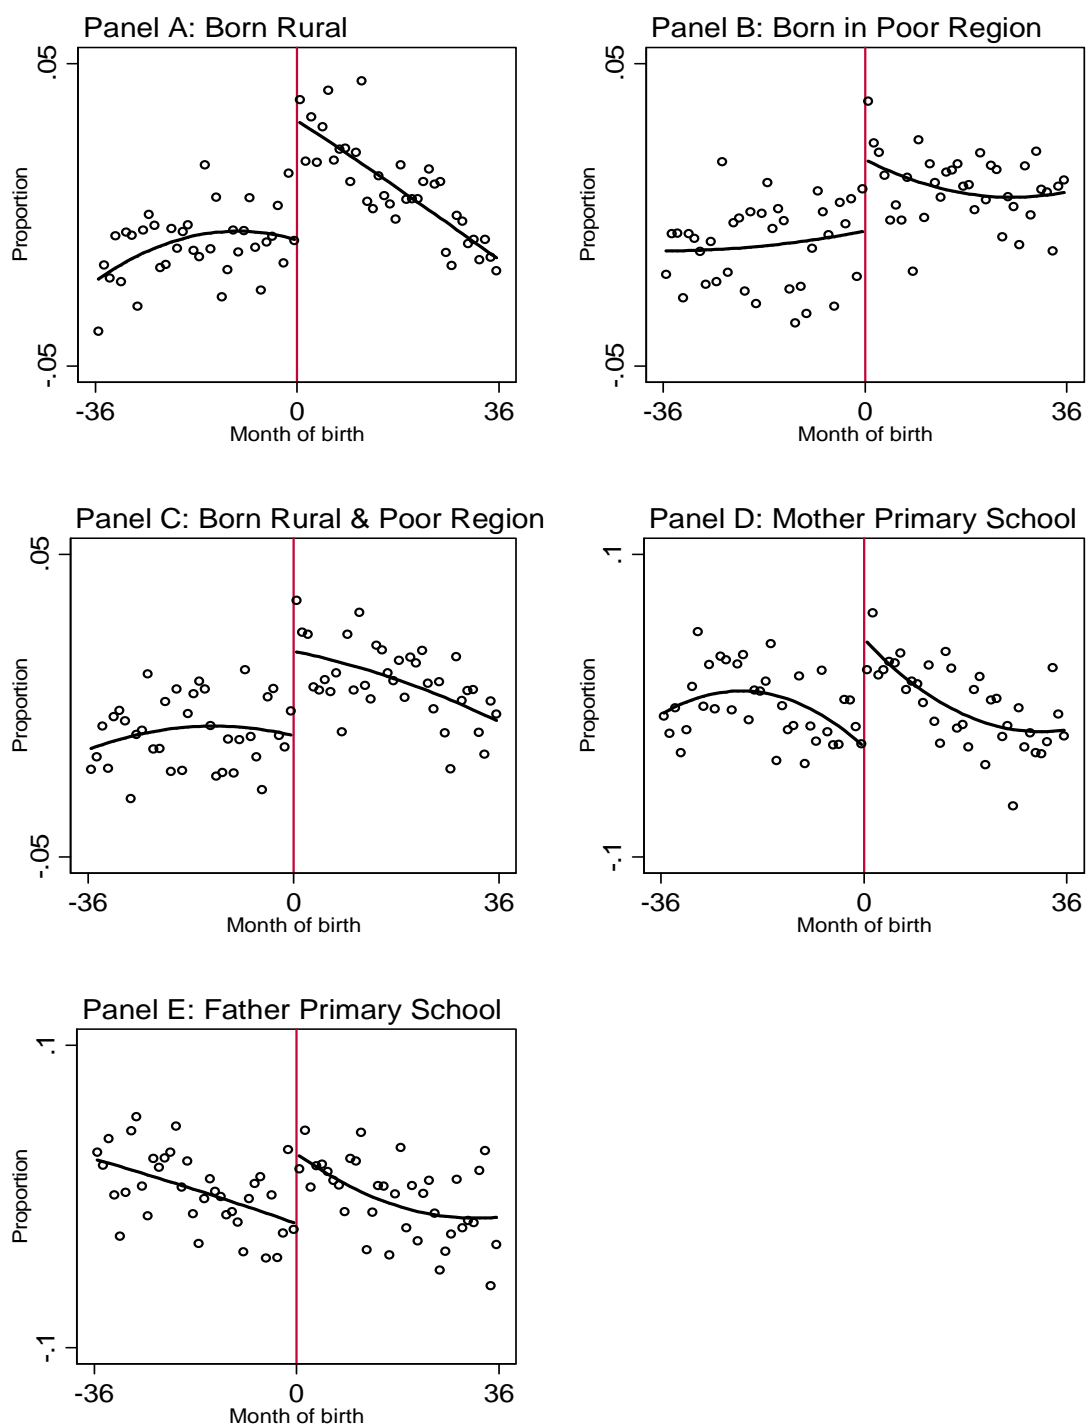 Panel A: Born Rural
.05
-.05
Proportion
-36
0
36
Month of birth
Panel B: Born in Poor Region
.05
-.05
Proportion
-36
0
36
Month of birth
Panel C: Born Rural & Poor Region
.05
-.05
Proportion
-36
0
36
Month of birth
Panel D: Mother Primary School
.1
-.1
Proportion
-36
0
36
Month of birth
Panel E: Father Primary School
.1
-.1
Proportion
-36
0
36
Month of birth